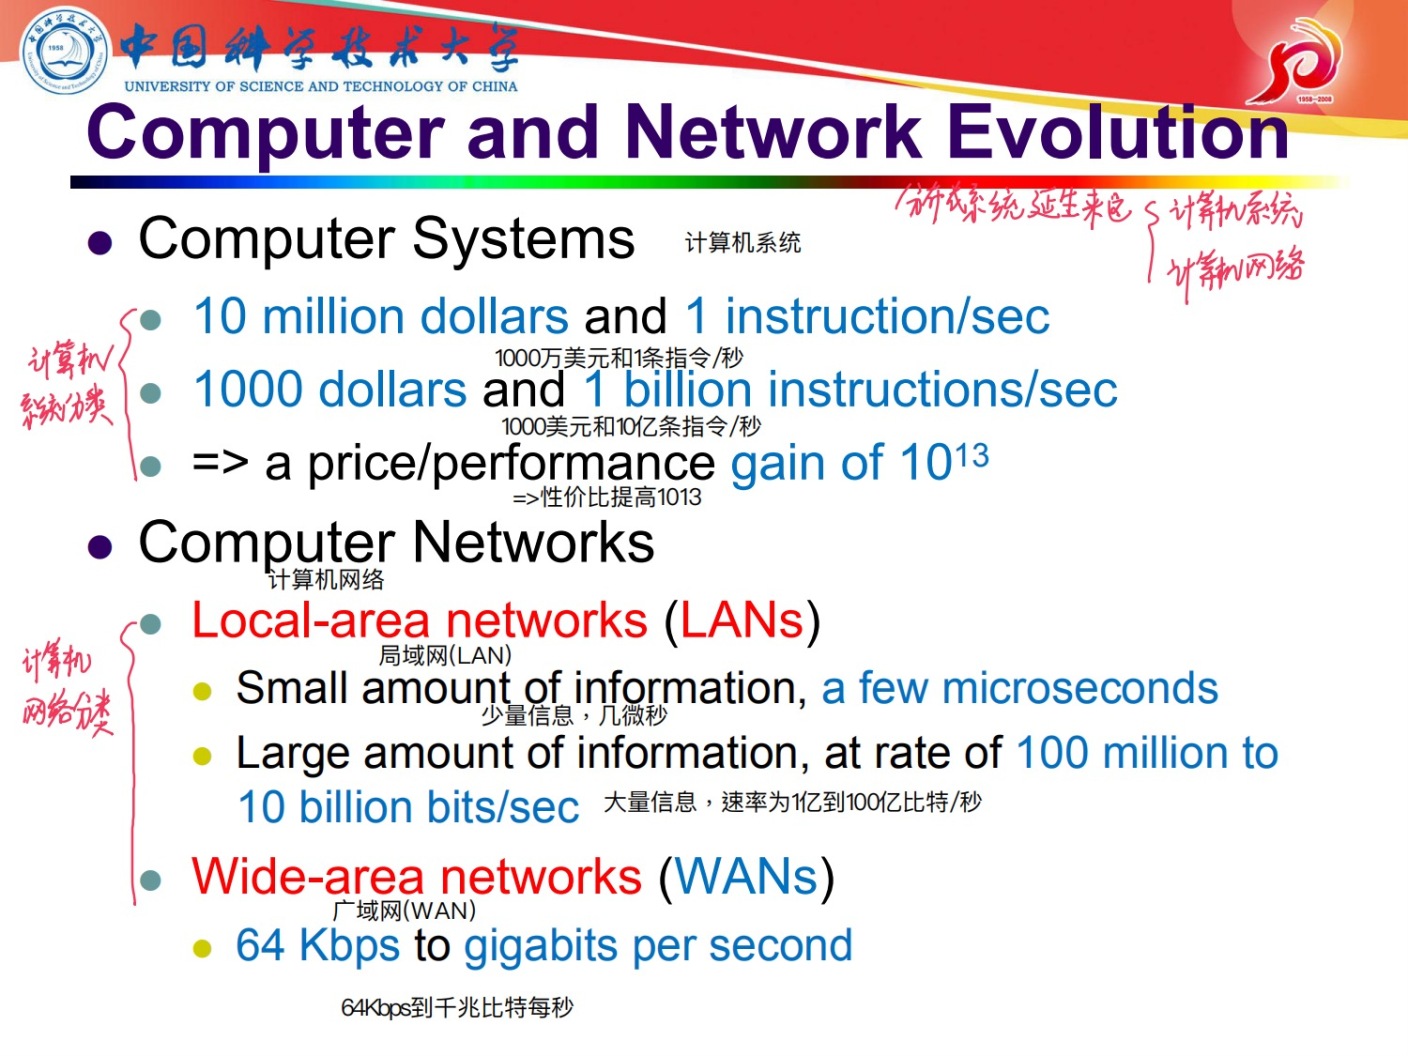 中国科学技术大学
UNIVERSITY OF SCIENCE AND TECHNOLOGY OF CHINA
1958
1958—2008
Computer and Network Evolution
系统延生来自
计算机系统
计算机网络
Computer Systems
计算机系统
10 million dollars and 1 instruction/sec
1000万美元和1条指令/秒
计算机
系统分类
1000 dollars and 1 billion instructions/sec
1000美元和10亿条指令/秒
=> a price/performance gain of 10¹³
=>性价比提高1013
Computer Networks
计算机网络
Local-area networks (LANs)
局域网(LAN)
计算机
网络分类
Small amount of information, a few microseconds
少量信息，几微秒
Large amount of information, at rate of 100 million to
10 billion bits/sec
大量信息，速率为1亿到100亿比特/秒
Wide-area networks (WANs)
广域网(WAN)
64 Kbps to gigabits per second
64Kbps到千兆比特每秒